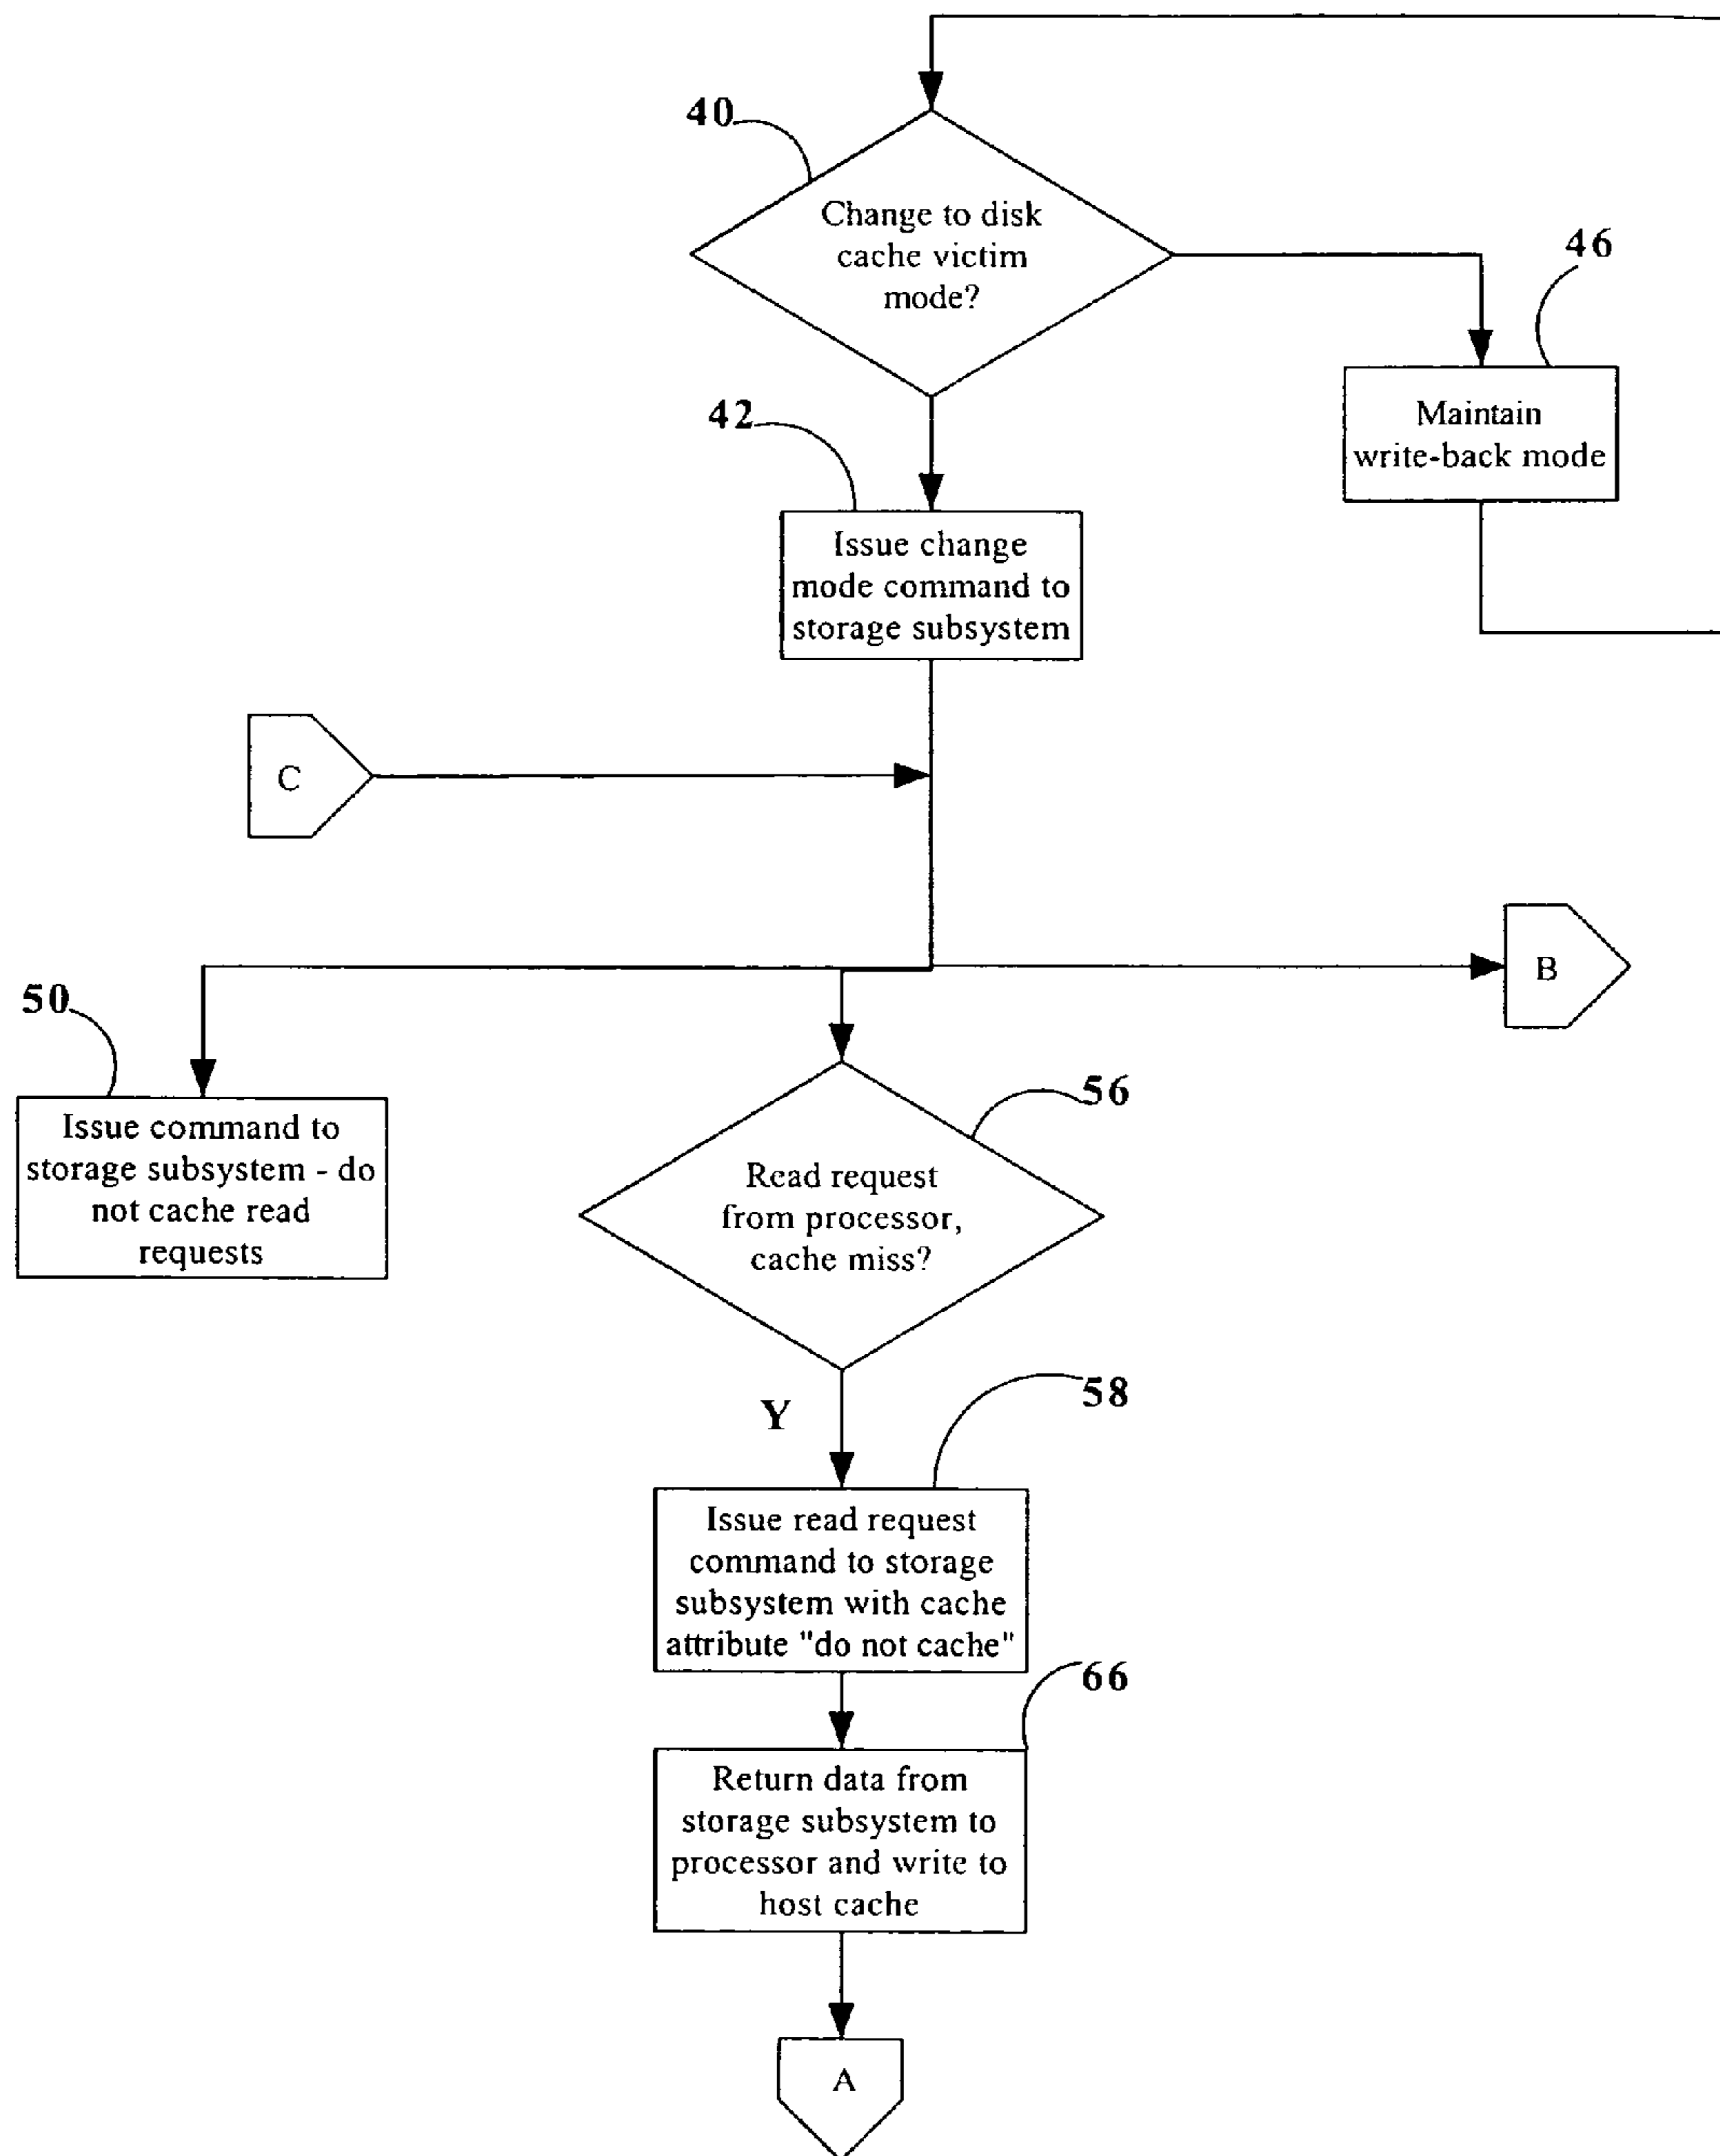 40
Change to disk
cache victim
mode?
46
Maintain
write-back mode
42
Issue change
mode command to
storage subsystem
C
B
50
Issue command to
storage subsystem - do
not cache read
requests
56
Read request
from processor,
cache miss?
Y
58
Issue read request
command to storage
subsystem with cache
attribute "do not cache"
66
Return data from
storage subsystem to
processor and write to
host cache
A